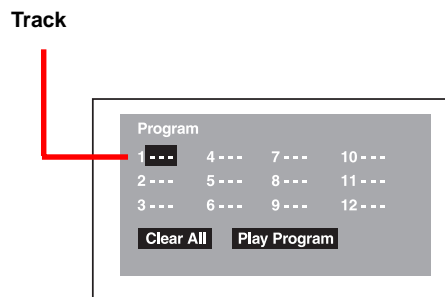 Track
Program
1 - - - 4 - - - 7 - - - 10 - - -
2 - - - 5 - - - 8 - - - 11 - - -
3 - - - 6 - - - 9 - - - 12 - - -
Clear All Play Program